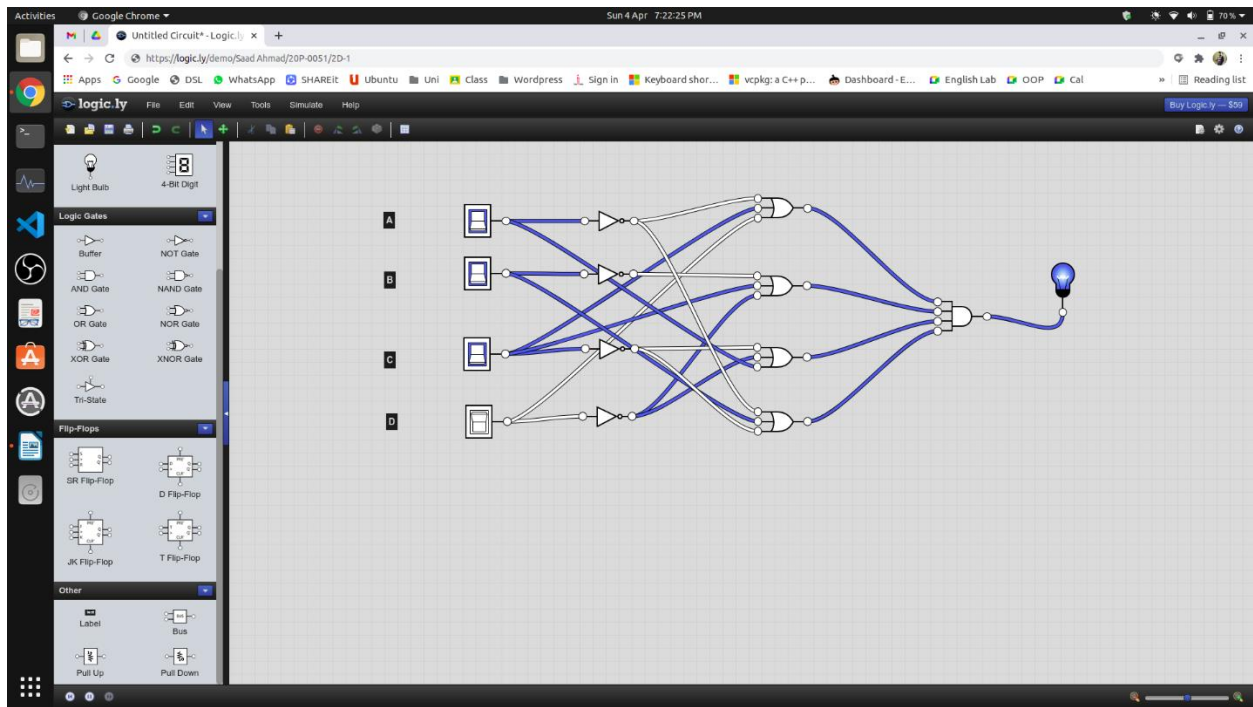 Activities Google Chrome Sun 4 Apr 7:22:25 PM 70%
Untitled Circuit* - Logic.ly
https://logic.ly/demo/Saad Ahmad/20P-0051/2D-1
Apps Google DSL WhatsApp SHAREit Ubuntu Uni Class Wordpress Sign in Keyboard shor... vcpkg: a C++ p... Dashboard - E... English Lab OOP Cal » Reading list
logic.ly File Edit View Tools Simulate Help Buy Logic.ly — $59
Light Bulb 4-Bit Digit
Logic Gates
Buffer NOT Gate
AND Gate NAND Gate
OR Gate NOR Gate
XOR Gate XNOR Gate
Tri-State
Flip-Flops
SR Flip-Flop D Flip-Flop
JK Flip-Flop T Flip-Flop
Other
Label Bus
Pull Up Pull Down
A
B
C
D